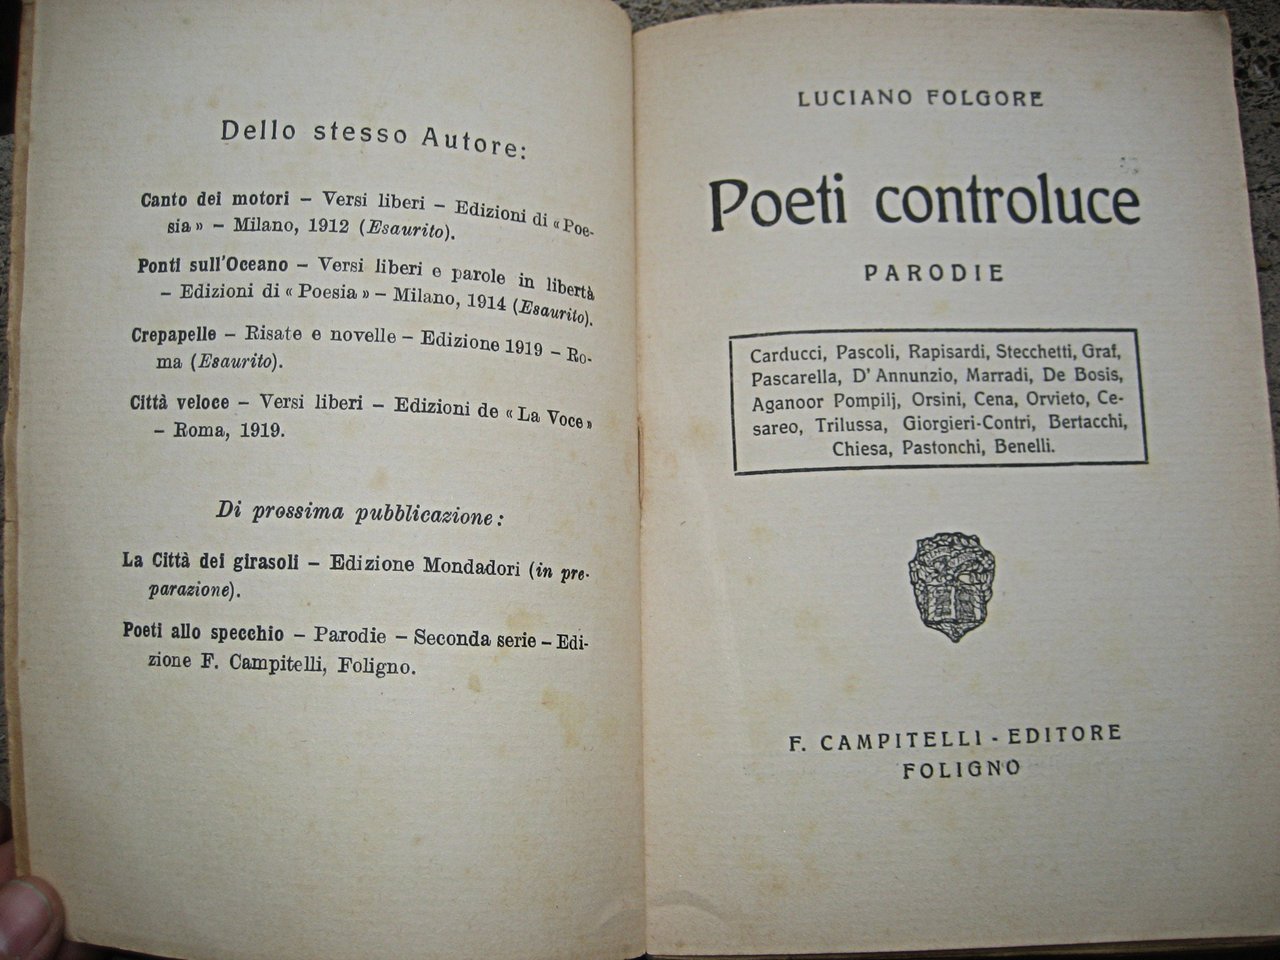 Dello stesso Autore:
Canto dei motori – Versi liberi – Edizioni di «Poe-
sia» – Milano, 1912 (Esaurito).
Ponti sull'Oceano – Versi liberi e parole in libertà
– Edizioni di «Poesia» – Milano, 1914 (Esaurito).
Crepapelle – Risate e novelle – Edizione 1919 – Ro-
ma (Esaurito).
Città veloce – Versi liberi – Edizioni de «La Voce»
– Roma, 1919.
Di prossima pubblicazione:
La Città dei girasoli – Edizione Mondadori (in pre-
parazione).
Poeti allo specchio – Parodie – Seconda serie – Edi-
zione F. Campitelli, Foligno.
LUCIANO FOLGORE
Poeti controluce
PARODIE
Carducci, Pascoli, Rapisardi, Stecchetti, Graf,
Pascarella, D'Annunzio, Marradi, De Bosis,
Aganoor Pompilj, Orsini, Cena, Orvieto, Ce-
sareo, Trilussa, Giorgieri-Contri, Bertacchi,
Chiesa, Pastonchi, Benelli.
F. CAMPITELLI - EDITORE
FOLIGNO